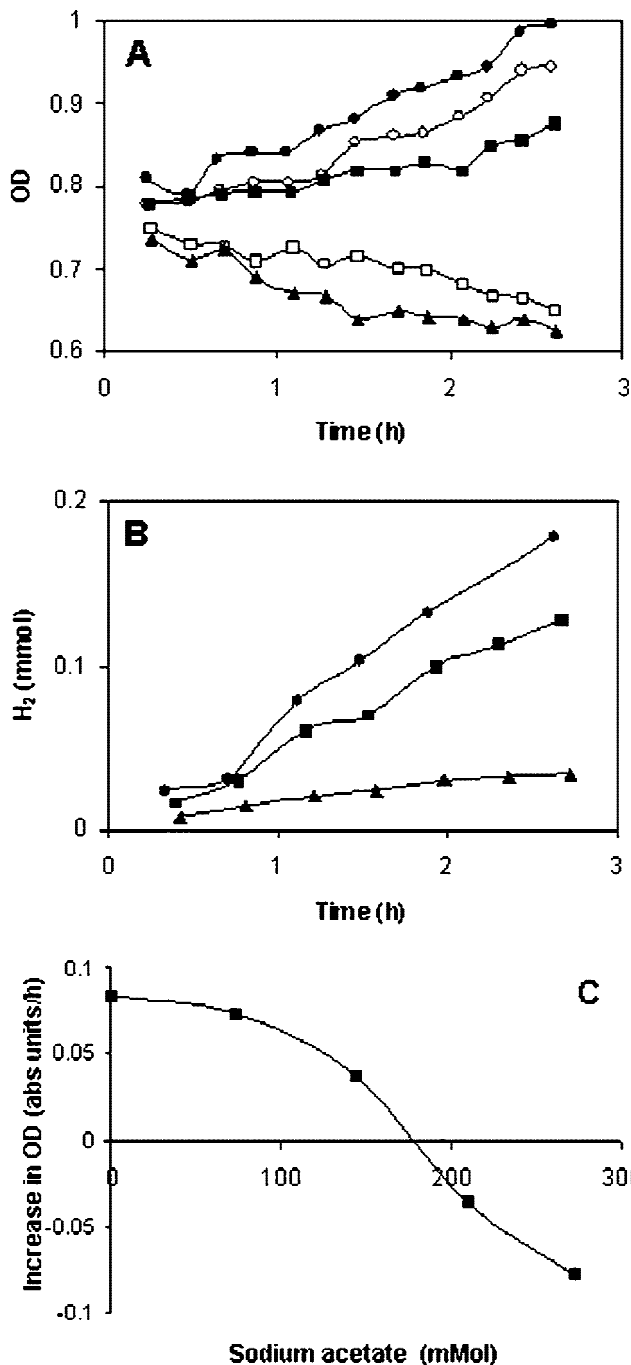 A
1
0.9
0.8
0.7
0.6
OD
0
1
2
3
Time (h)
B
0.2
0.1
0
H₂ (mmol)
0
1
2
3
Time (h)
C
0.1
0.05
0
-0.05
-0.1
Increase in OD (abs units/h)
0
100
200
30
Sodium acetate (mMol)